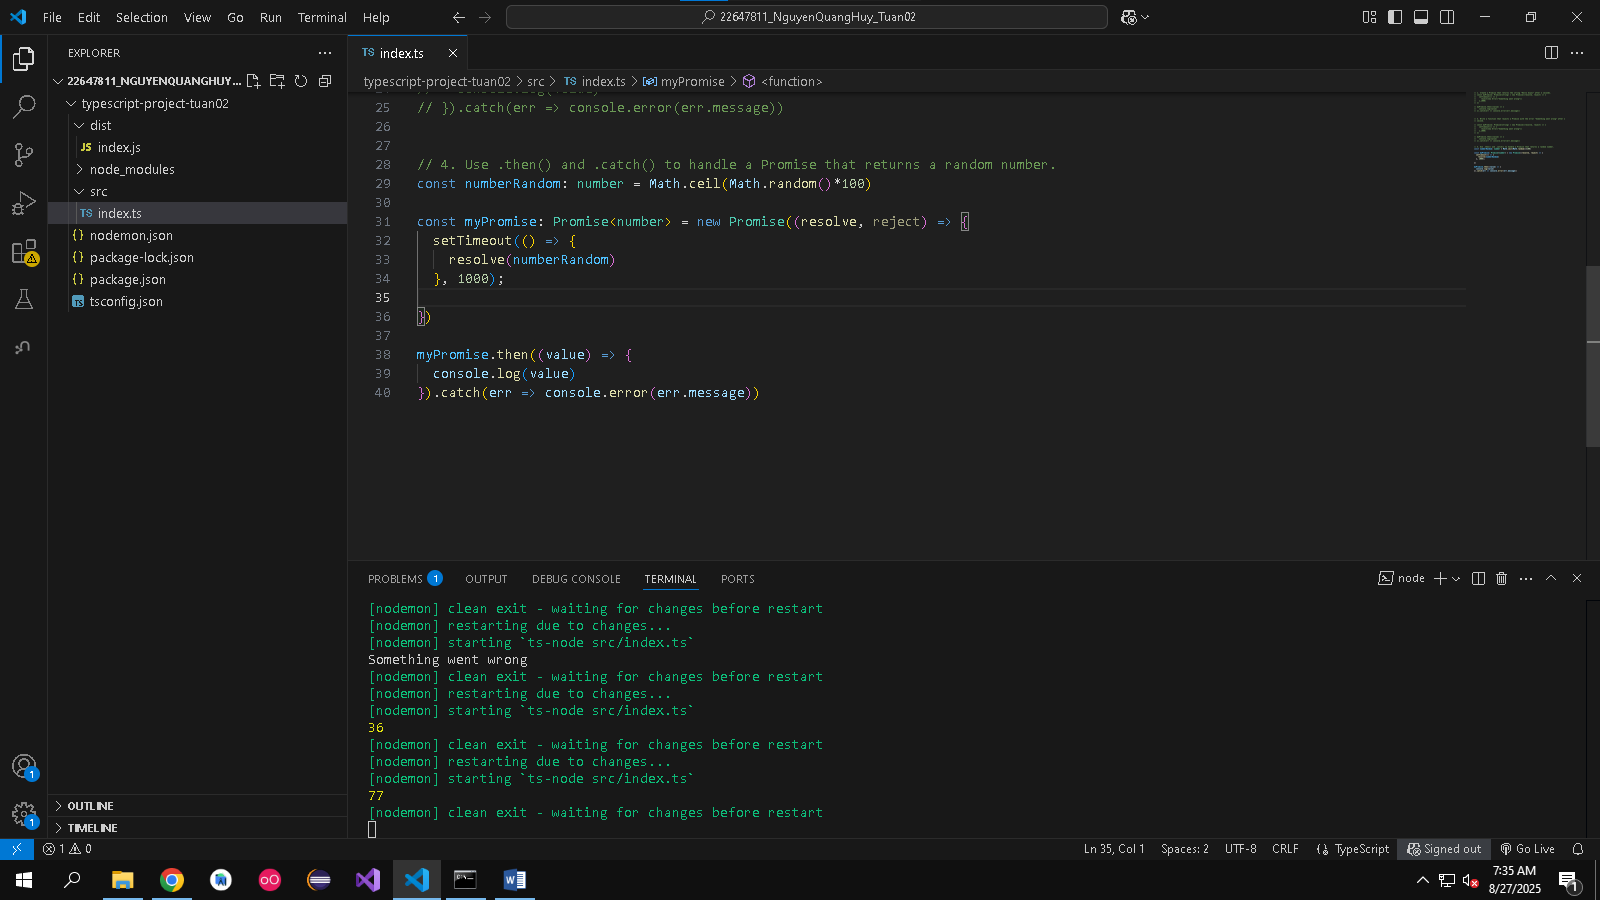 File Edit Selection View Go Run Terminal Help
22647811_NguyenQuangHuy_Tuan02
EXPLORER
22647811_NGUYENQUANGHUY...
typescript-project-tuan02
dist
JS index.js
node_modules
src
TS index.ts
{} nodemon.json
{} package-lock.json
{} package.json
TS tsconfig.json
OUTLINE
TIMELINE
TS index.ts
typescript-project-tuan02 > src > TS index.ts > myPromise > <function>
25 // }).catch(err => console.error(err.message))
26
27
28 // 4. Use .then() and .catch() to handle a Promise that returns a random number.
29 const numberRandom: number = Math.ceil(Math.random()*100)
30
31 const myPromise: Promise<number> = new Promise((resolve, reject) => {
32 setTimeout(() => {
33 resolve(numberRandom)
34 }, 1000);
35
36 })
37
38 myPromise.then((value) => {
39 console.log(value)
40 }).catch(err => console.error(err.message))
PROBLEMS 1 OUTPUT DEBUG CONSOLE TERMINAL PORTS
node
[nodemon] clean exit - waiting for changes before restart
[nodemon] restarting due to changes...
[nodemon] starting `ts-node src/index.ts`
Something went wrong
[nodemon] clean exit - waiting for changes before restart
[nodemon] restarting due to changes...
[nodemon] starting `ts-node src/index.ts`
36
[nodemon] clean exit - waiting for changes before restart
[nodemon] restarting due to changes...
[nodemon] starting `ts-node src/index.ts`
77
[nodemon] clean exit - waiting for changes before restart
1
1
1 0
Ln 35, Col 1 Spaces: 2 UTF-8 CRLF {} TypeScript Signed out Go Live
7:35 AM
8/27/2025
1